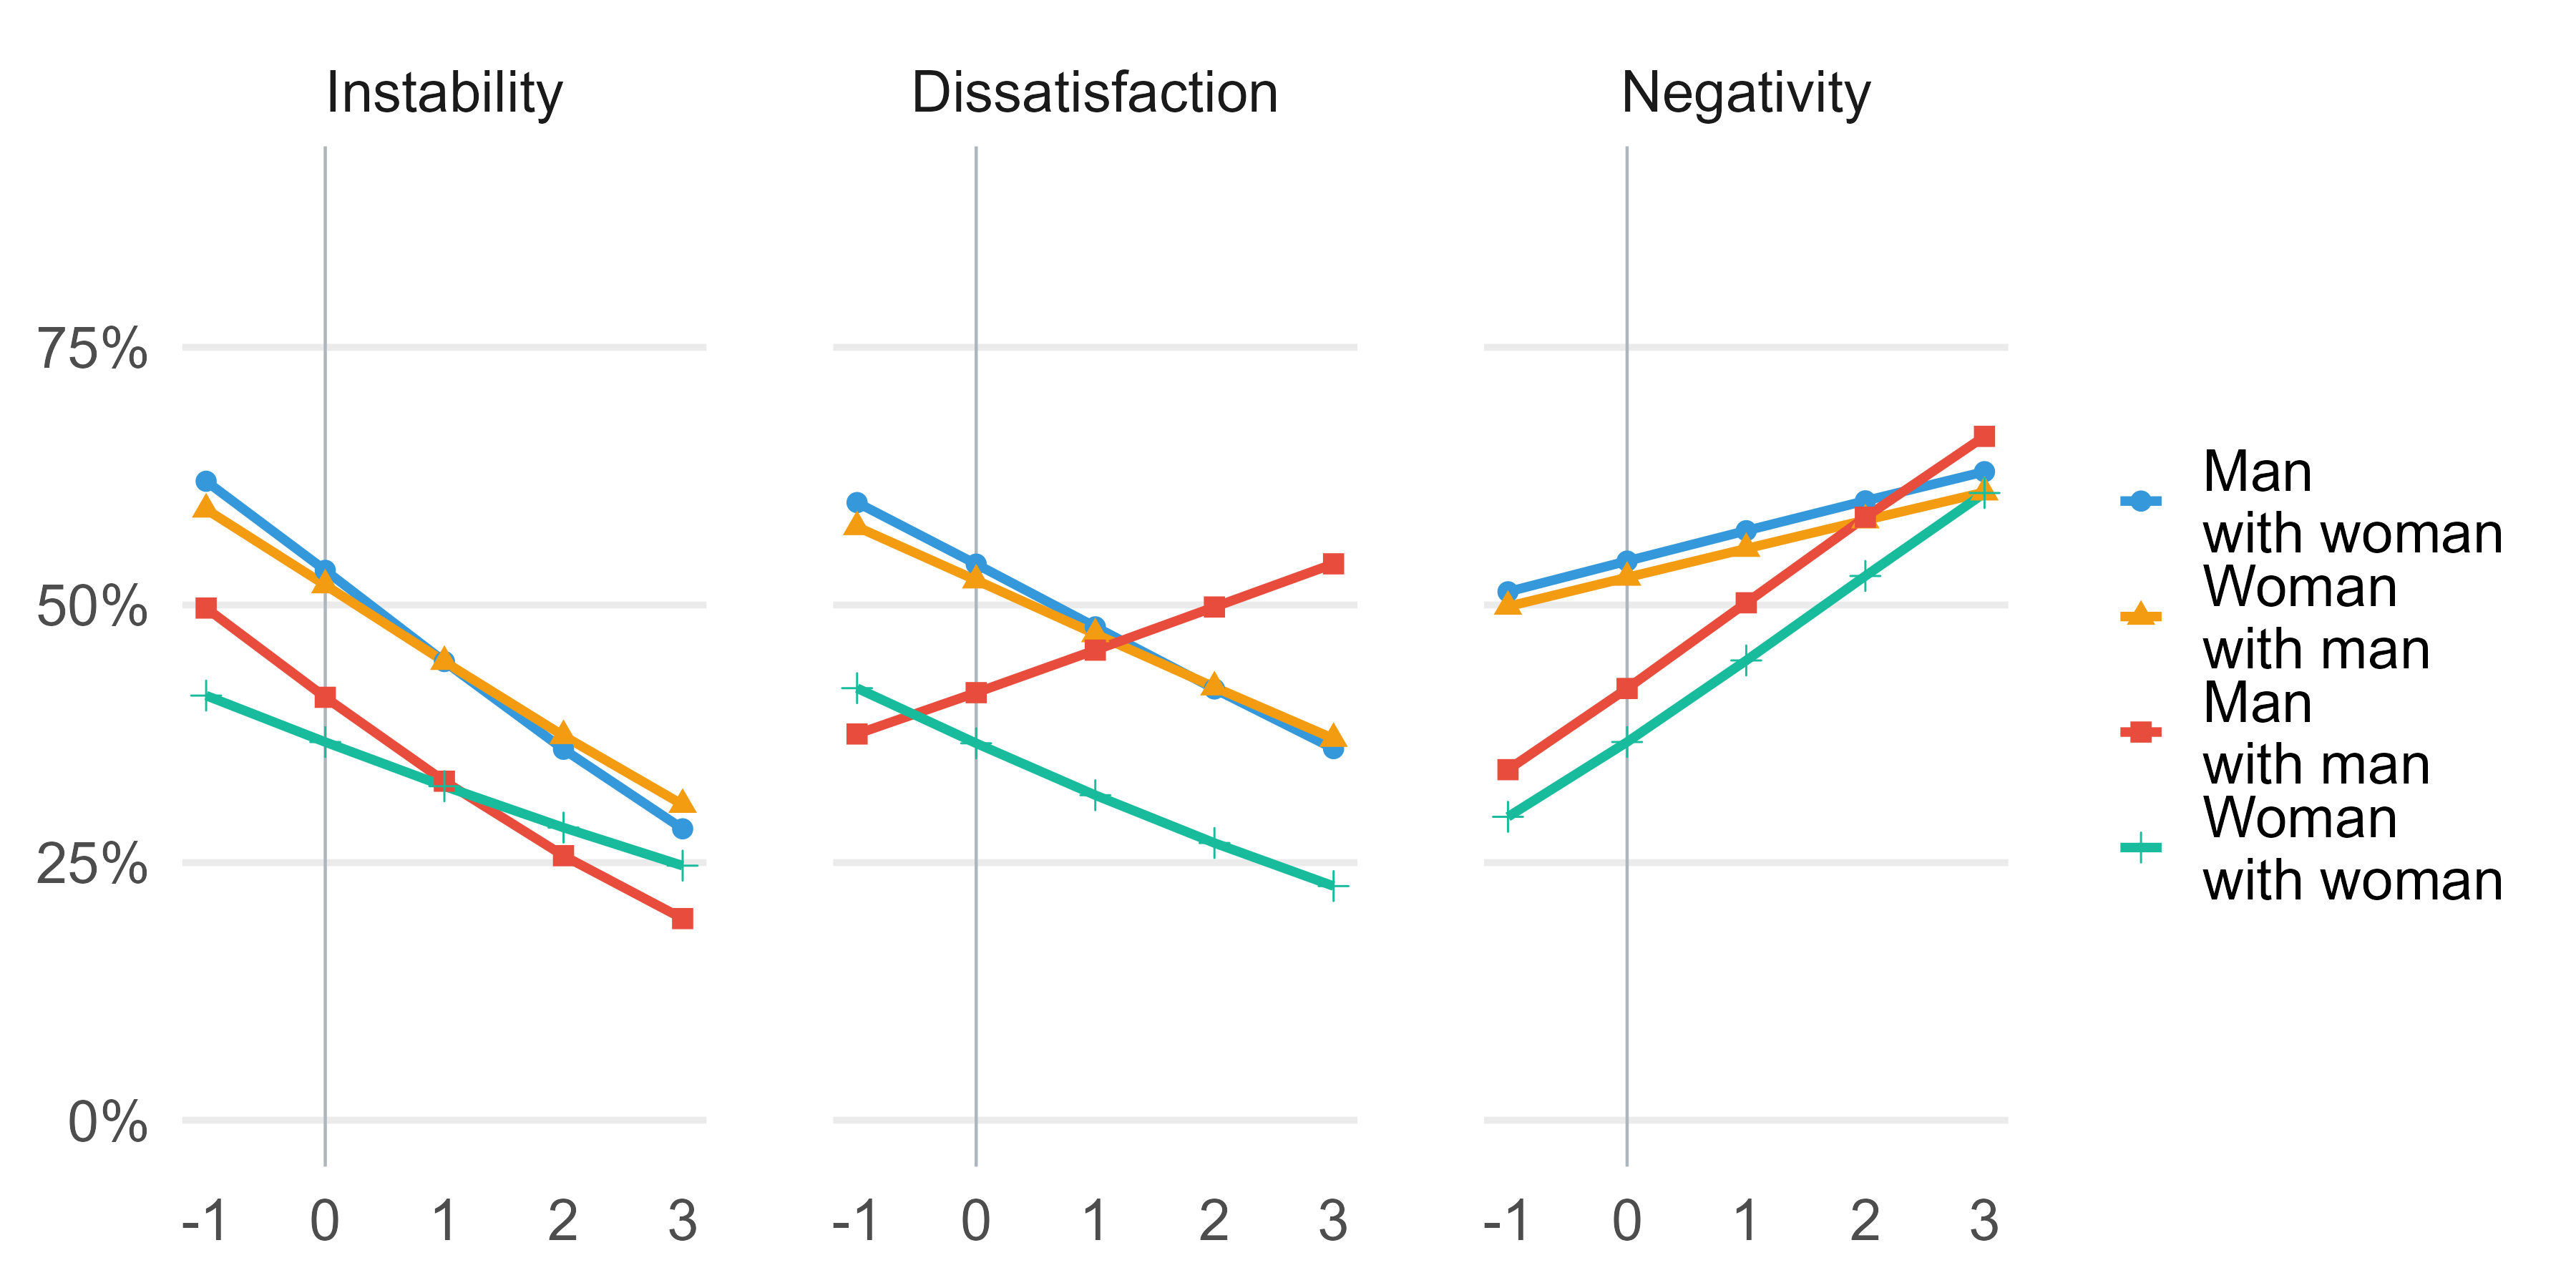 Instability
Dissatisfaction
Negativity
75%
50%
25%
0%
-1 0 1 2 3
-1 0 1 2 3
-1 0 1 2 3
Man
with woman
Woman
with man
Man
with man
Woman
with woman